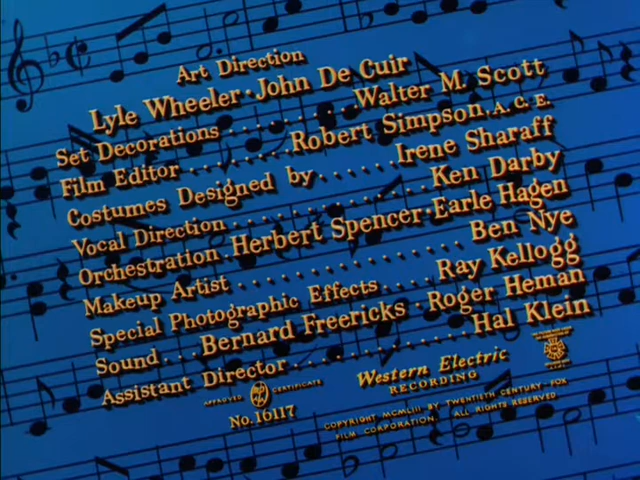 Art Direction
Lyle Wheeler · John De Cuir
Set Decorations . . . . . . . . . Walter M. Scott
Film Editor . . . . . . . . Robert Simpson, A.C.E.
Costumes Designed by . . . . . . Irene Sharaff
Vocal Direction . . . . . . . . . . . . . . . Ken Darby
Orchestration . Herbert Spencer · Earle Hagen
Makeup Artist . . . . . . . . . . . . . . . . . Ben Nye
Special Photographic Effects . . . . Ray Kellogg
Sound . . . Bernard Freericks · Roger Heman
Assistant Director . . . . . . . . . . . . . Hal Klein
APPROVED CERTIFICATE
No. 16117
Western Electric
RECORDING
COPYRIGHT MCMLIII BY TWENTIETH CENTURY-FOX
FILM CORPORATION. ALL RIGHTS RESERVED